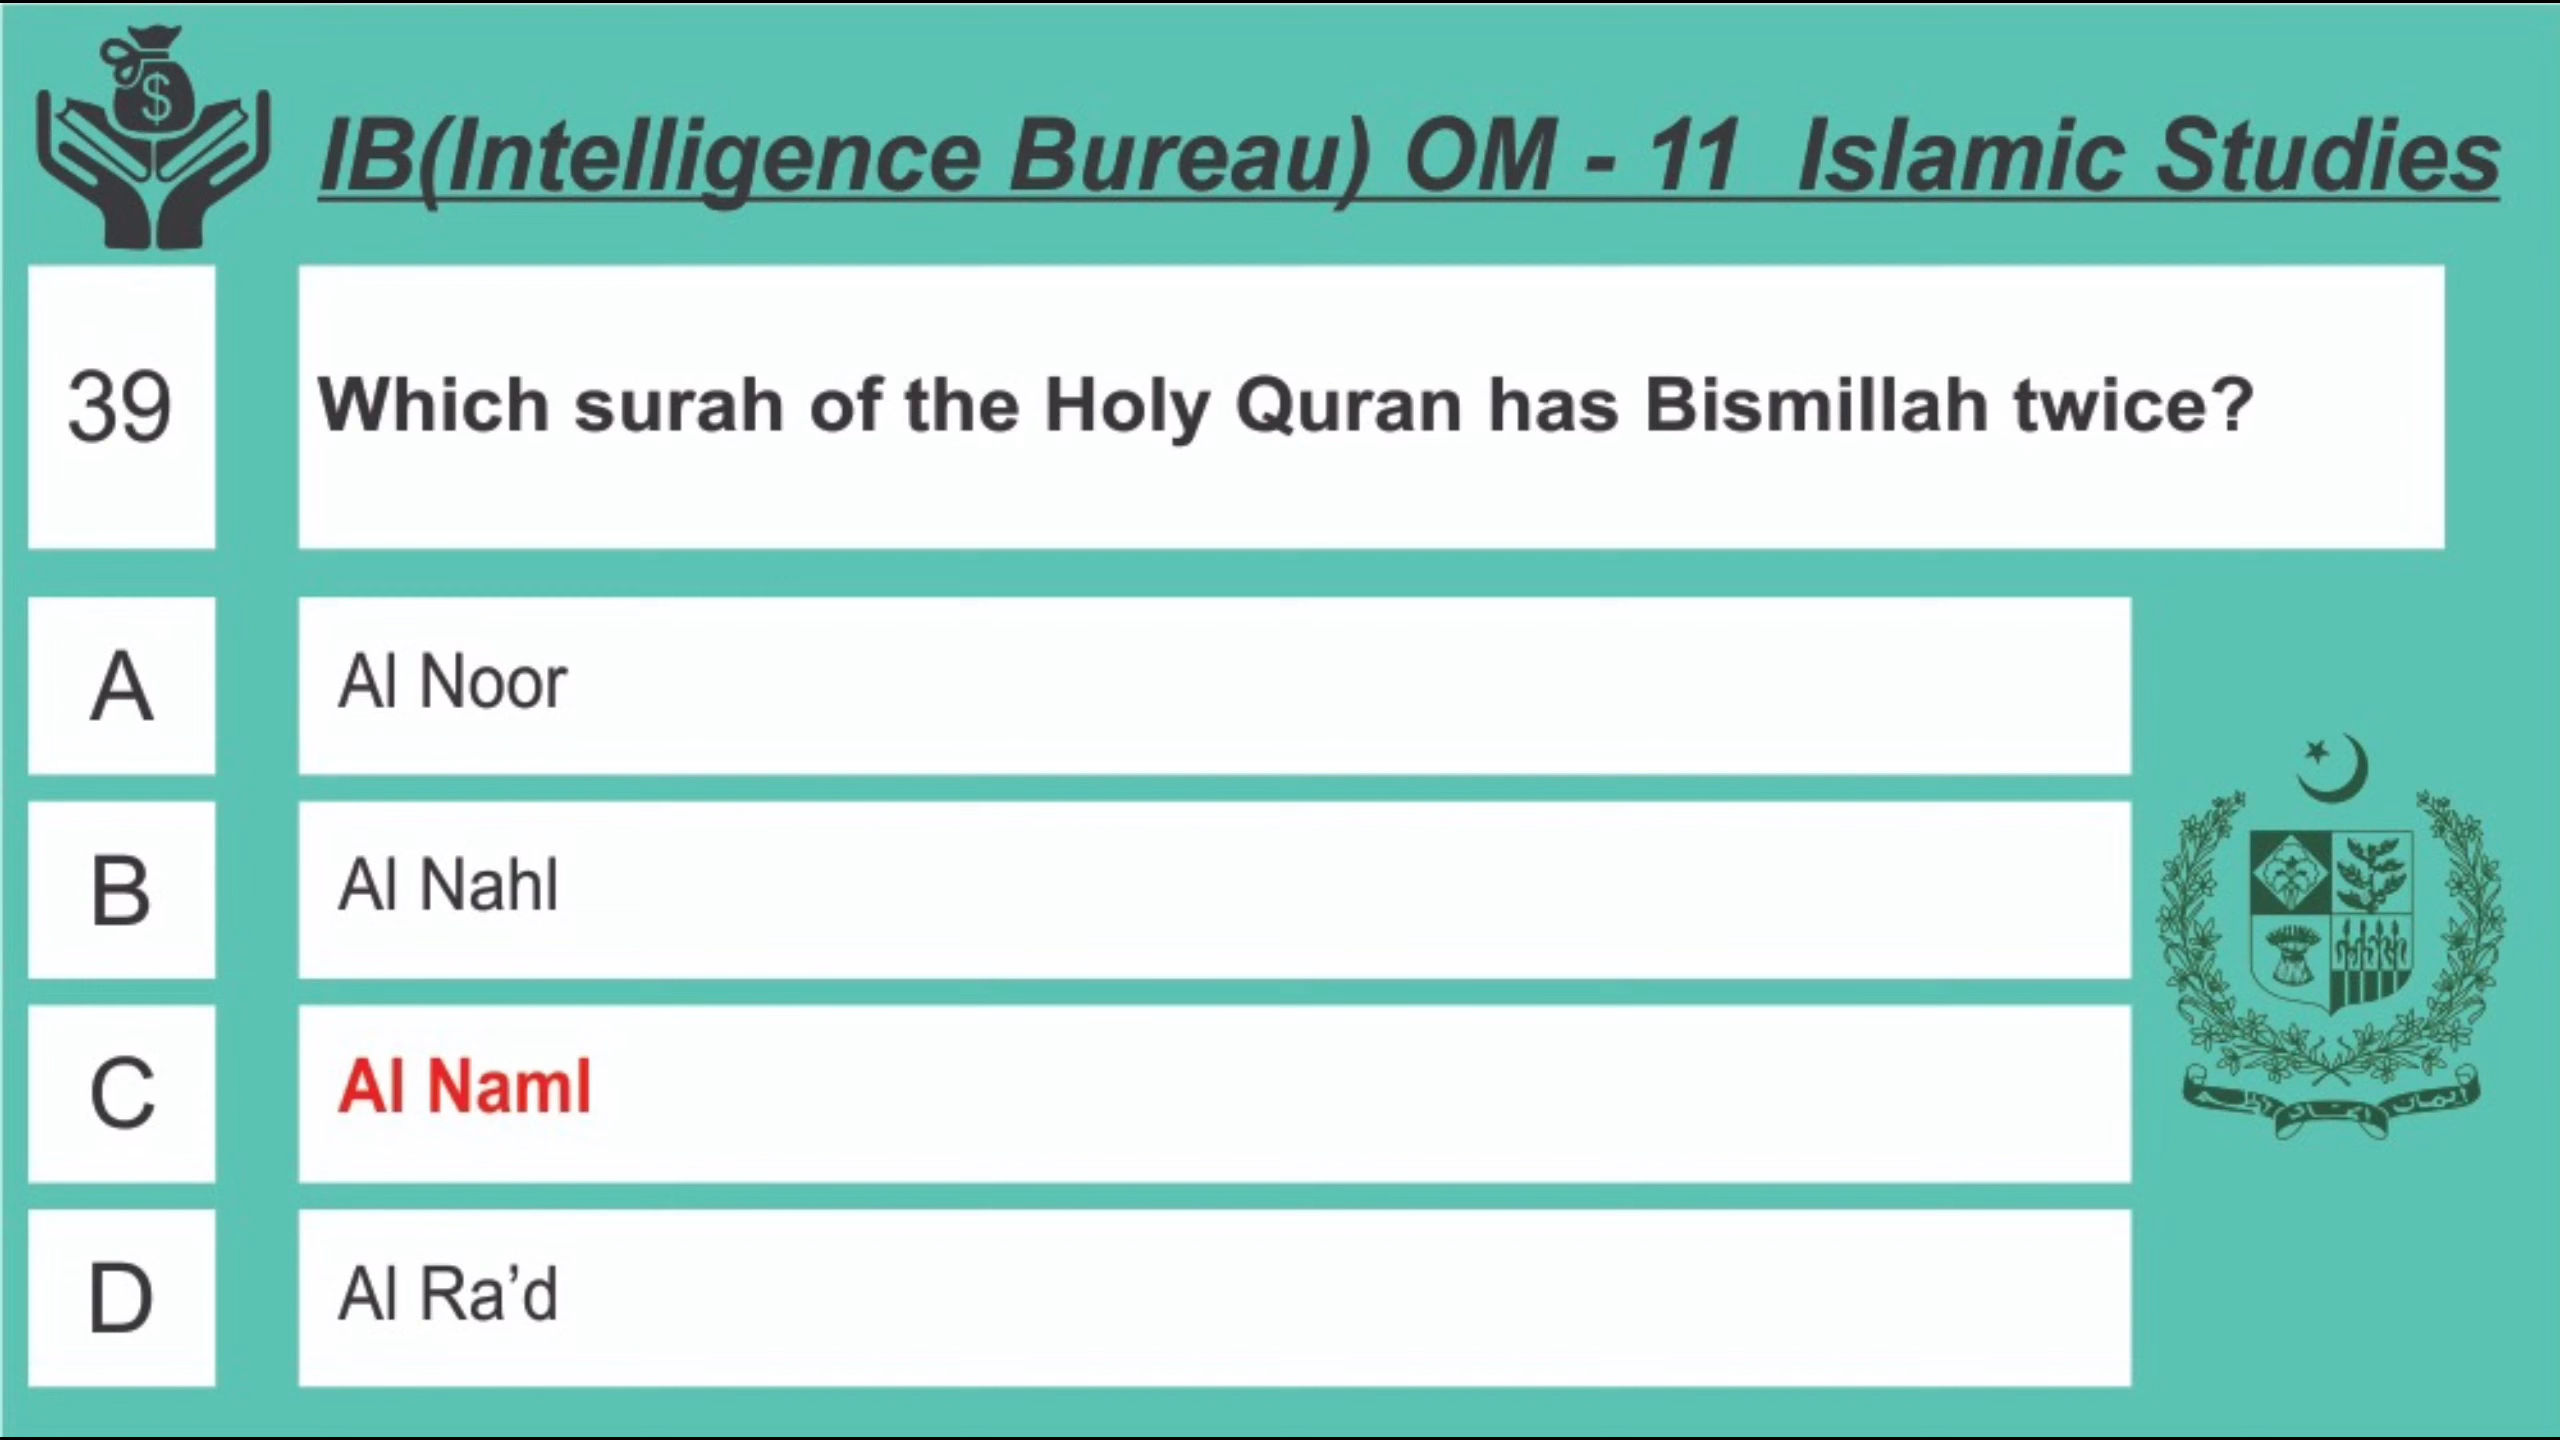 $
IB(Intelligence Bureau) OM - 11 Islamic Studies
39
Which surah of the Holy Quran has Bismillah twice?
A
Al Noor
B
Al Nahl
C
Al Naml
D
Al Ra’d